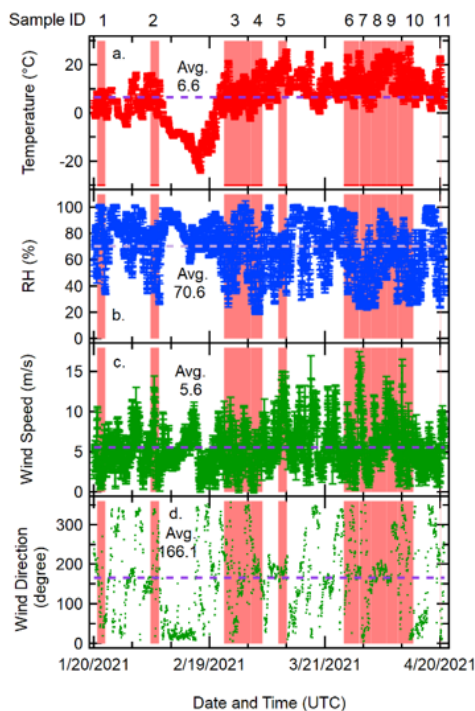 Sample ID 1 2 3 4 5 6 7 8 9 10 11
a.
Temperature (°C)
20
0
-20
Avg.
6.6
RH (%)
100
80
60
40
20
0
Avg.
70.6
b.
Wind Speed (m/s)
c.
15
10
5
0
Avg.
5.6
Wind Direction
(degree)
d.
300
200
100
0
Avg.
166.1
1/20/2021 2/19/2021 3/21/2021 4/20/2021
Date and Time (UTC)